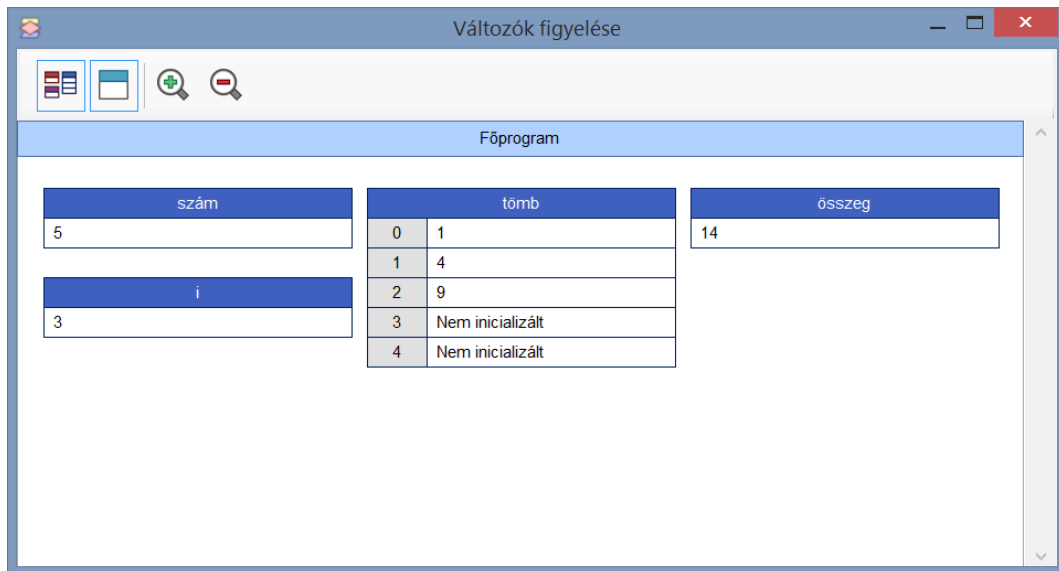 Változók figyelése
Főprogram
szám
5
i
3
tömb
0 1
1 4
2 9
3 Nem inicializált
4 Nem inicializált
összeg
14